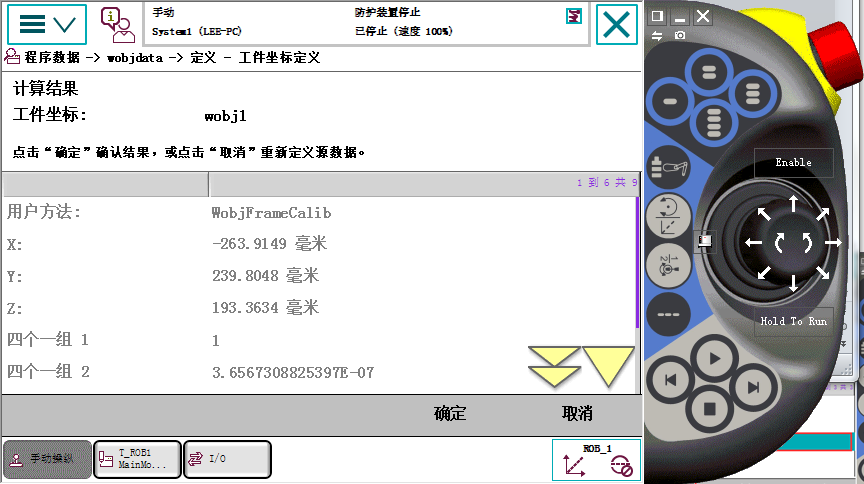 手动
防护装置停止
System1 (LEE-PC)
已停止 (速度 100%)
程序数据 -> wobjdata -> 定义 - 工件坐标定义
计算结果
工件坐标: wobj1
点击“确定”确认结果，或点击“取消”重新定义源数据。
1 到 6 共 9
用户方法: WobjFrameCalib
X: -263.9149 毫米
Y: 239.8048 毫米
Z: 193.3634 毫米
四个一组 1 1
四个一组 2 3.6567308825397E-07
确定 取消
手动操纵
T_ROB1
MainMo...
I/O
ROB_1
Enable
Hold To Run